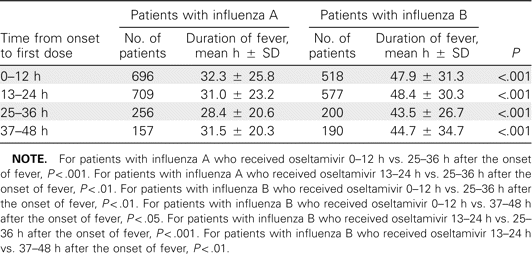 Patients with influenza A Patients with influenza B
Time from onset No. of Duration of fever, No. of Duration of fever,
to first dose patients mean h ± SD patients mean h ± SD P
0–12 h 696 32.3 ± 25.8 518 47.9 ± 31.3 <.001
13–24 h 709 31.0 ± 23.2 577 48.4 ± 30.3 <.001
25–36 h 256 28.4 ± 20.6 200 43.5 ± 26.7 <.001
37–48 h 157 31.5 ± 20.3 190 44.7 ± 34.7 <.001
NOTE. For patients with influenza A who received oseltamivir 0–12 h vs. 25–36 h after the onset
of fever, P<.001. For patients with influenza A who received oseltamivir 13–24 h vs. 25–36 h after the
onset of fever, P<.01. For patients with influenza B who received oseltamivir 0–12 h vs. 25–36 h after
the onset of fever, P<.01. For patients with influenza B who received oseltamivir 0–12 h vs. 37–48 h
after the onset of fever, P<.05. For patients with influenza B who received oseltamivir 13–24 h vs. 25–
36 h after the onset of fever, P<.001. For patients with influenza B who received oseltamivir 13–24 h
vs. 37–48 h after the onset of fever, P<.01.